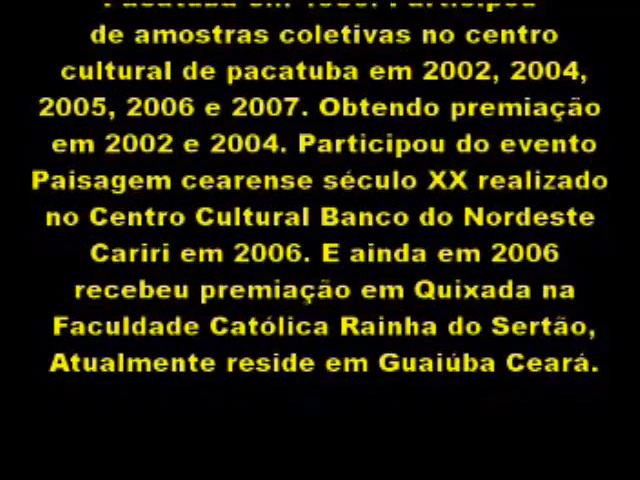 de amostras coletivas no centro
cultural de pacatuba em 2002, 2004,
2005, 2006 e 2007. Obtendo premiação
em 2002 e 2004. Participou do evento
Paisagem cearense século XX realizado
no Centro Cultural Banco do Nordeste
Cariri em 2006. E ainda em 2006
recebeu premiação em Quixada na
Faculdade Católica Rainha do Sertão,
Atualmente reside em Guaiúba Ceará.